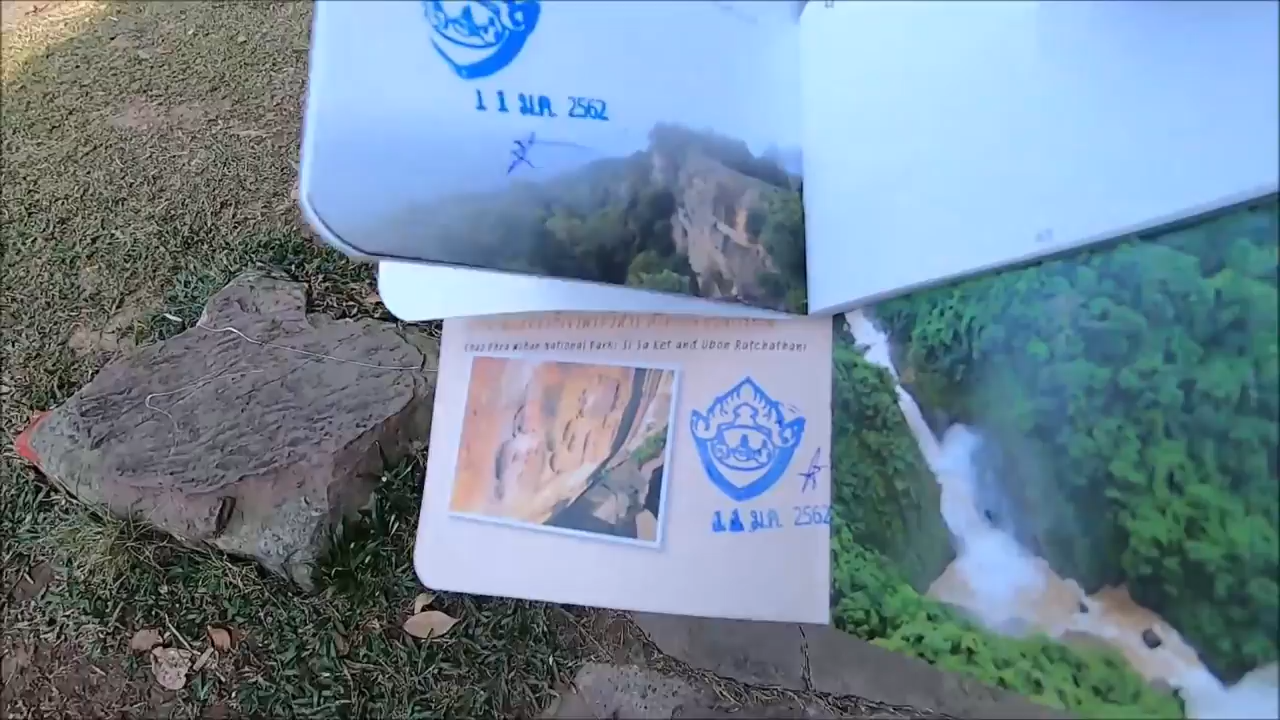 11 ม.ค. 2562
Khao Phra Wihan National Park: Si Sa Ket and Ubon Ratchathani
11 ม.ค. 2562